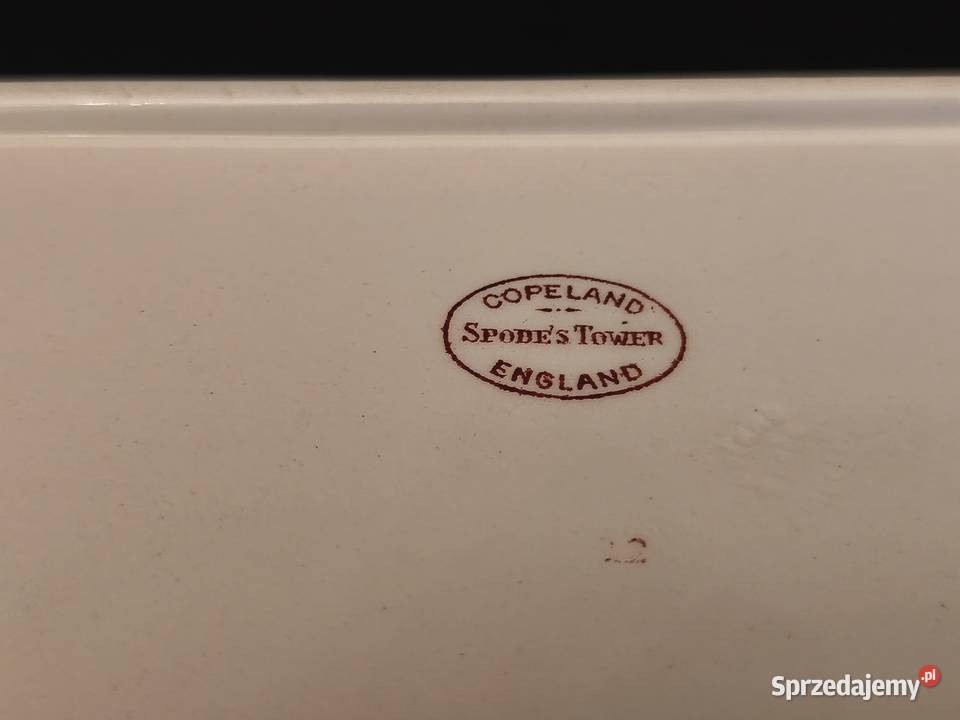 COPELAND
SPODE'S TOWER
ENGLAND
Sprzedajemy.pl